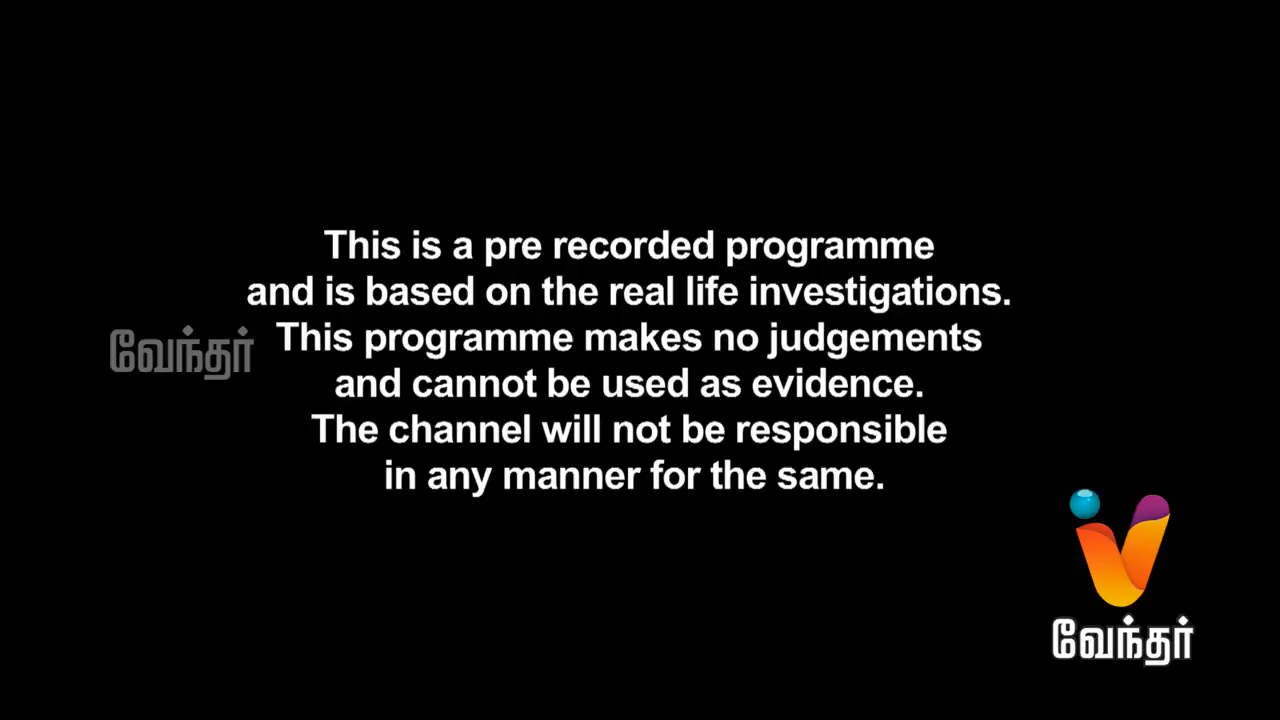 This is a pre recorded programme
and is based on the real life investigations.
வேந்தர்
This programme makes no judgements
and cannot be used as evidence.
The channel will not be responsible
in any manner for the same.
வேந்தர்